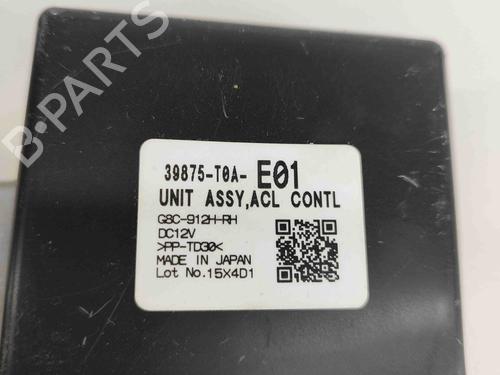 B-PARTS
39875-T0A- E01
UNIT ASSY,ACL CONTL
G8C-912H-RH
DC12V
>PP-TD30<
MADE IN JAPAN
Lot No.15X4D1